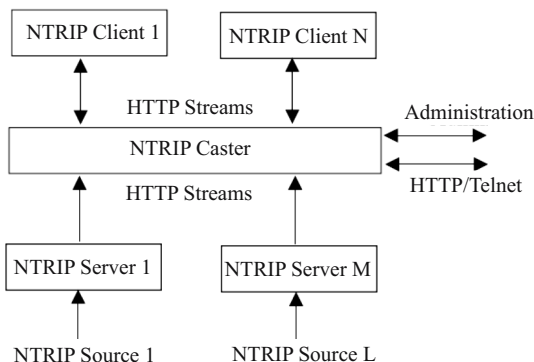 NTRIP Client 1
NTRIP Client N
HTTP Streams
Administration
NTRIP Caster
HTTP Streams
HTTP/Telnet
NTRIP Server 1
NTRIP Server M
NTRIP Source 1
NTRIP Source L